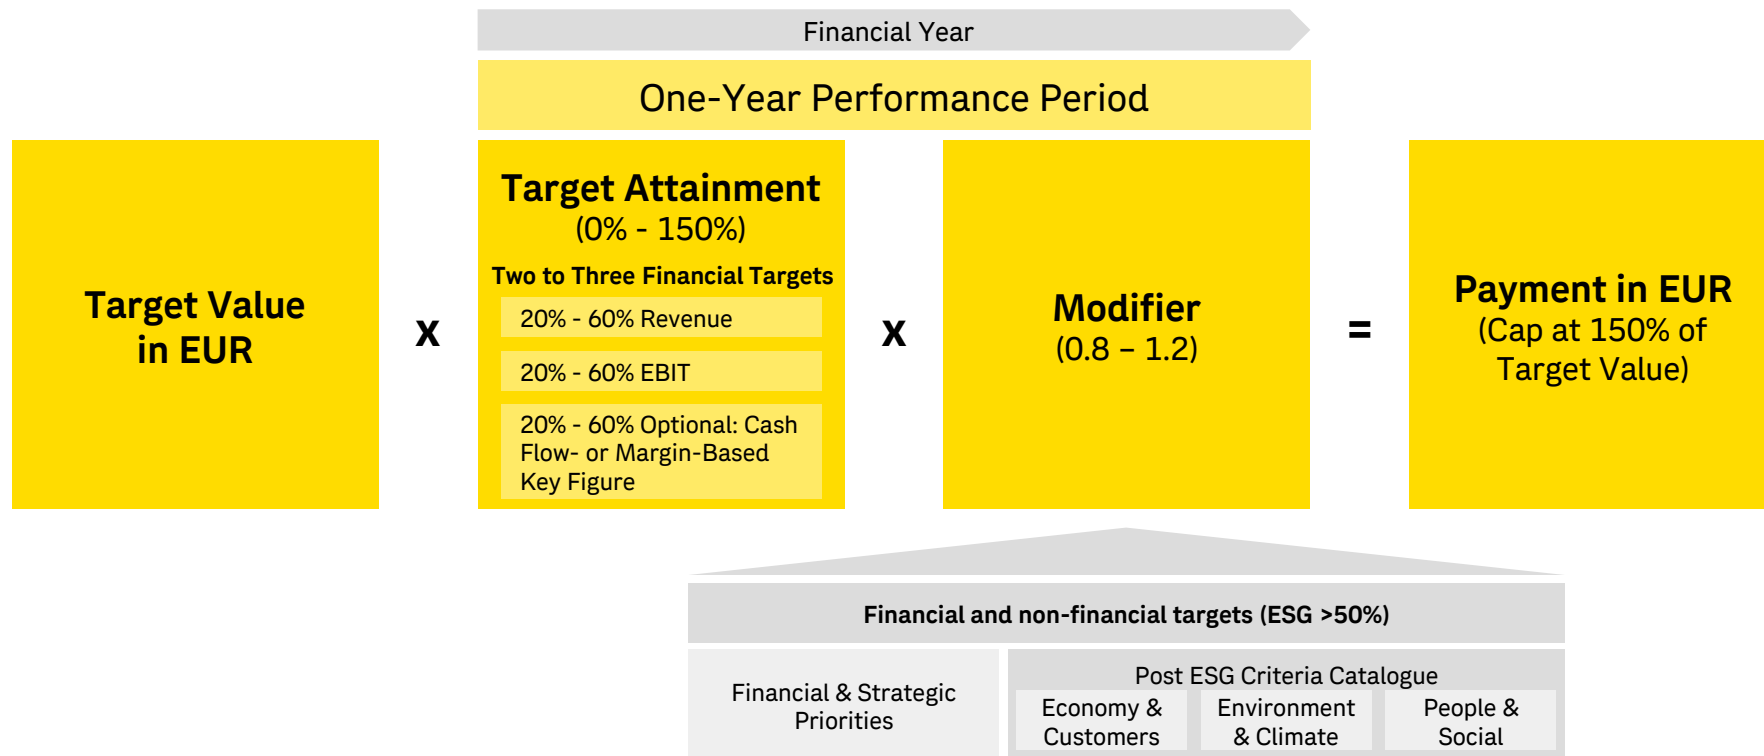 Financial Year
One-Year Performance Period
Target Value
in EUR
x
Target Attainment
(0% - 150%)
Two to Three Financial Targets
20% - 60% Revenue
20% - 60% EBIT
20% - 60% Optional: Cash
Flow- or Margin-Based
Key Figure
x
Modifier
(0.8 – 1.2)
=
Payment in EUR
(Cap at 150% of
Target Value)
Financial and non-financial targets (ESG >50%)
Financial & Strategic
Priorities
Post ESG Criteria Catalogue
Economy &
Customers
Environment
& Climate
People &
Social